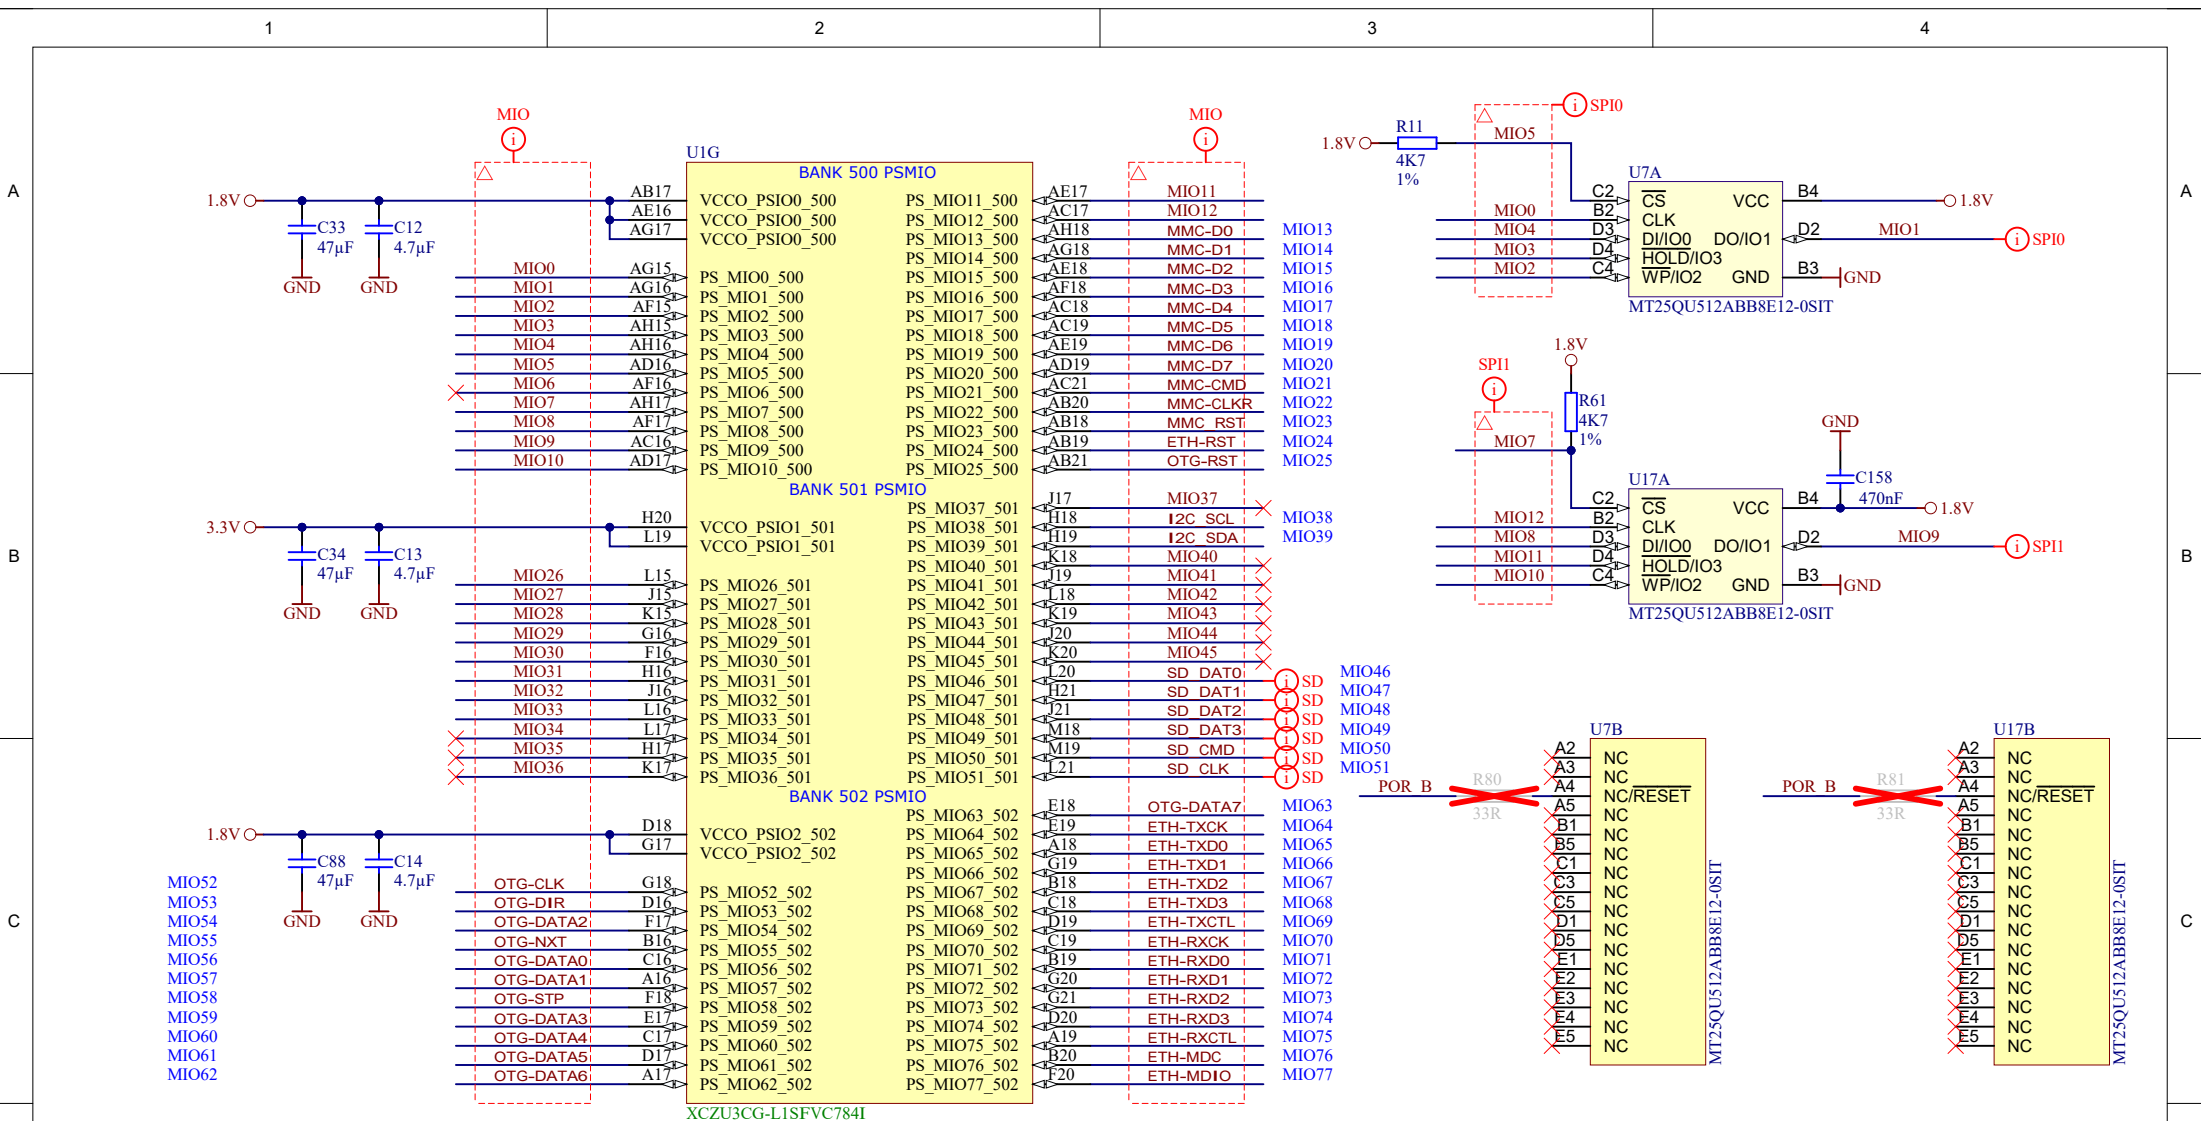 1 2 3 4
A A
B B
C C
MIO
MIO
U1G
BANK 500 PSMIO
1.8V
C33
47µF
GND
C12
4.7µF
GND
AB17 VCCO_PSIO0_500
AE16 VCCO_PSIO0_500
AG17 VCCO_PSIO0_500
MIO0 AG15 PS_MIO0_500
MIO1 AG16 PS_MIO1_500
MIO2 AF15 PS_MIO2_500
MIO3 AH15 PS_MIO3_500
MIO4 AH16 PS_MIO4_500
MIO5 AD16 PS_MIO5_500
MIO6 AF16 PS_MIO6_500
MIO7 AH17 PS_MIO7_500
MIO8 AF17 PS_MIO8_500
MIO9 AC16 PS_MIO9_500
MIO10 AD17 PS_MIO10_500
PS_MIO11_500 AE17 MIO11
PS_MIO12_500 AC17 MIO12
PS_MIO13_500 AH18 MMC-D0 MIO13
PS_MIO14_500 AG18 MMC-D1 MIO14
PS_MIO15_500 AE18 MMC-D2 MIO15
PS_MIO16_500 AF18 MMC-D3 MIO16
PS_MIO17_500 AC18 MMC-D4 MIO17
PS_MIO18_500 AC19 MMC-D5 MIO18
PS_MIO19_500 AE19 MMC-D6 MIO19
PS_MIO20_500 AD19 MMC-D7 MIO20
PS_MIO21_500 AC21 MMC-CMD MIO21
PS_MIO22_500 AB20 MMC-CLKR MIO22
PS_MIO23_500 AB18 MMC_RST MIO23
PS_MIO24_500 AB19 ETH-RST MIO24
PS_MIO25_500 AB21 OTG-RST MIO25
BANK 501 PSMIO
3.3V
C34
47µF
GND
C13
4.7µF
GND
H20 VCCO_PSIO1_501
L19 VCCO_PSIO1_501
MIO26 L15 PS_MIO26_501
MIO27 J15 PS_MIO27_501
MIO28 K15 PS_MIO28_501
MIO29 G16 PS_MIO29_501
MIO30 F16 PS_MIO30_501
MIO31 H16 PS_MIO31_501
MIO32 J16 PS_MIO32_501
MIO33 L16 PS_MIO33_501
MIO34 L17 PS_MIO34_501
MIO35 H17 PS_MIO35_501
MIO36 K17 PS_MIO36_501
PS_MIO37_501 J17 MIO37
PS_MIO38_501 H18 I2C_SCL MIO38
PS_MIO39_501 H19 I2C_SDA MIO39
PS_MIO40_501 K18 MIO40
PS_MIO41_501 J19 MIO41
PS_MIO42_501 L18 MIO42
PS_MIO43_501 K19 MIO43
PS_MIO44_501 J20 MIO44
PS_MIO45_501 K20 MIO45
PS_MIO46_501 L20 SD_DAT0 i SD MIO46
PS_MIO47_501 H21 SD_DAT1 i SD MIO47
PS_MIO48_501 J21 SD_DAT2 i SD MIO48
PS_MIO49_501 M18 SD_DAT3 i SD MIO49
PS_MIO50_501 M19 SD_CMD i SD MIO50
PS_MIO51_501 L21 SD_CLK i SD MIO51
BANK 502 PSMIO
1.8V
C88
47µF
GND
C14
4.7µF
GND
D18 VCCO_PSIO2_502
G17 VCCO_PSIO2_502
MIO52 OTG-CLK G18 PS_MIO52_502
MIO53 OTG-DIR D16 PS_MIO53_502
MIO54 OTG-DATA2 F17 PS_MIO54_502
MIO55 OTG-NXT B16 PS_MIO55_502
MIO56 OTG-DATA0 C16 PS_MIO56_502
MIO57 OTG-DATA1 A16 PS_MIO57_502
MIO58 OTG-STP F18 PS_MIO58_502
MIO59 OTG-DATA3 E17 PS_MIO59_502
MIO60 OTG-DATA4 C17 PS_MIO60_502
MIO61 OTG-DATA5 D17 PS_MIO61_502
MIO62 OTG-DATA6 A17 PS_MIO62_502
PS_MIO63_502 E18 OTG-DATA7 MIO63
PS_MIO64_502 E19 ETH-TXCK MIO64
PS_MIO65_502 A18 ETH-TXD0 MIO65
PS_MIO66_502 G19 ETH-TXD1 MIO66
PS_MIO67_502 B18 ETH-TXD2 MIO67
PS_MIO68_502 C18 ETH-TXD3 MIO68
PS_MIO69_502 D19 ETH-TXCTL MIO69
PS_MIO70_502 C19 ETH-RXCK MIO70
PS_MIO71_502 B19 ETH-RXD0 MIO71
PS_MIO72_502 G20 ETH-RXD1 MIO72
PS_MIO73_502 G21 ETH-RXD2 MIO73
PS_MIO74_502 D20 ETH-RXD3 MIO74
PS_MIO75_502 A19 ETH-RXCTL MIO75
PS_MIO76_502 B20 ETH-MDC MIO76
PS_MIO77_502 F20 ETH-MDIO MIO77
XCZU3CG-L1SFVC784I
i SPI0
1.8V R11
4K7
1%
MIO5
U7A
C2 CS VCC B4 1.8V
MIO0 B2 CLK
MIO4 D3 DI/IO0 DO/IO1 D2 MIO1 i SPI0
MIO3 D4 HOLD/IO3
MIO2 C4 WP/IO2 GND B3 GND
MT25QU512ABB8E12-0SIT
SPI1
i
1.8V
R61
4K7
1%
MIO7
GND
C158
470nF
U17A
C2 CS VCC B4 1.8V
MIO12 B2 CLK
MIO8 D3 DI/IO0 DO/IO1 D2 MIO9 i SPI1
MIO11 D4 HOLD/IO3
MIO10 C4 WP/IO2 GND B3 GND
MT25QU512ABB8E12-0SIT
U7B
A2 NC
A3 NC
POR_B R80 33R A4 NC/RESET
A5 NC
B1 NC
B5 NC
C1 NC
C3 NC
C5 NC
D1 NC
D5 NC
E1 NC
E2 NC
E3 NC
E4 NC
E5 NC
MT25QU512ABB8E12-0SIT
U17B
A2 NC
A3 NC
POR_B R81 33R A4 NC/RESET
A5 NC
B1 NC
B5 NC
C1 NC
C3 NC
C5 NC
D1 NC
D5 NC
E1 NC
E2 NC
E3 NC
E4 NC
E5 NC
MT25QU512ABB8E12-0SIT